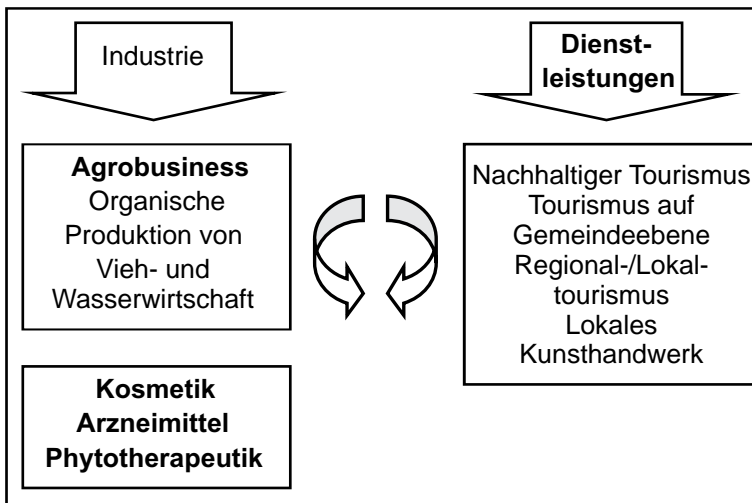 Industrie
Agrobusiness
Organische
Produktion von
Vieh- und
Wasserwirtschaft
Kosmetik
Arzneimittel
Phytotherapeutik
Dienst-
leistungen
Nachhaltiger Tourismus
Tourismus auf
Gemeindeebene
Regional-/Lokal-
tourismus
Lokales
Kunsthandwerk